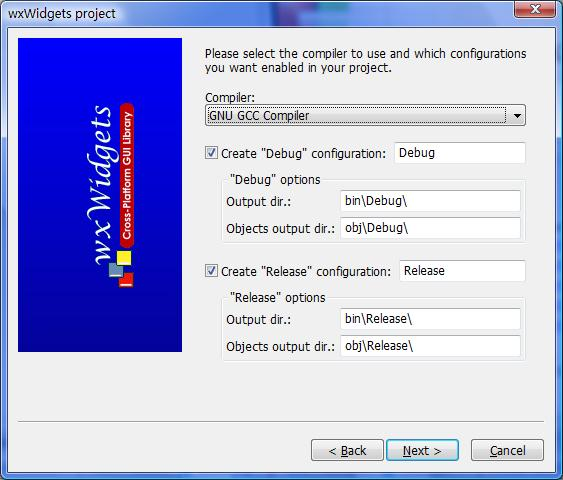 wxWidgets project
Please select the compiler to use and which configurations
you want enabled in your project.
Compiler:
GNU GCC Compiler
Create "Debug" configuration: Debug
"Debug" options
Output dir.: bin\Debug\
Objects output dir.: obj\Debug\
Create "Release" configuration: Release
"Release" options
Output dir.: bin\Release\
Objects output dir.: obj\Release\
wxWidgets
Cross-Platform GUI Library
< Back
Next >
Cancel